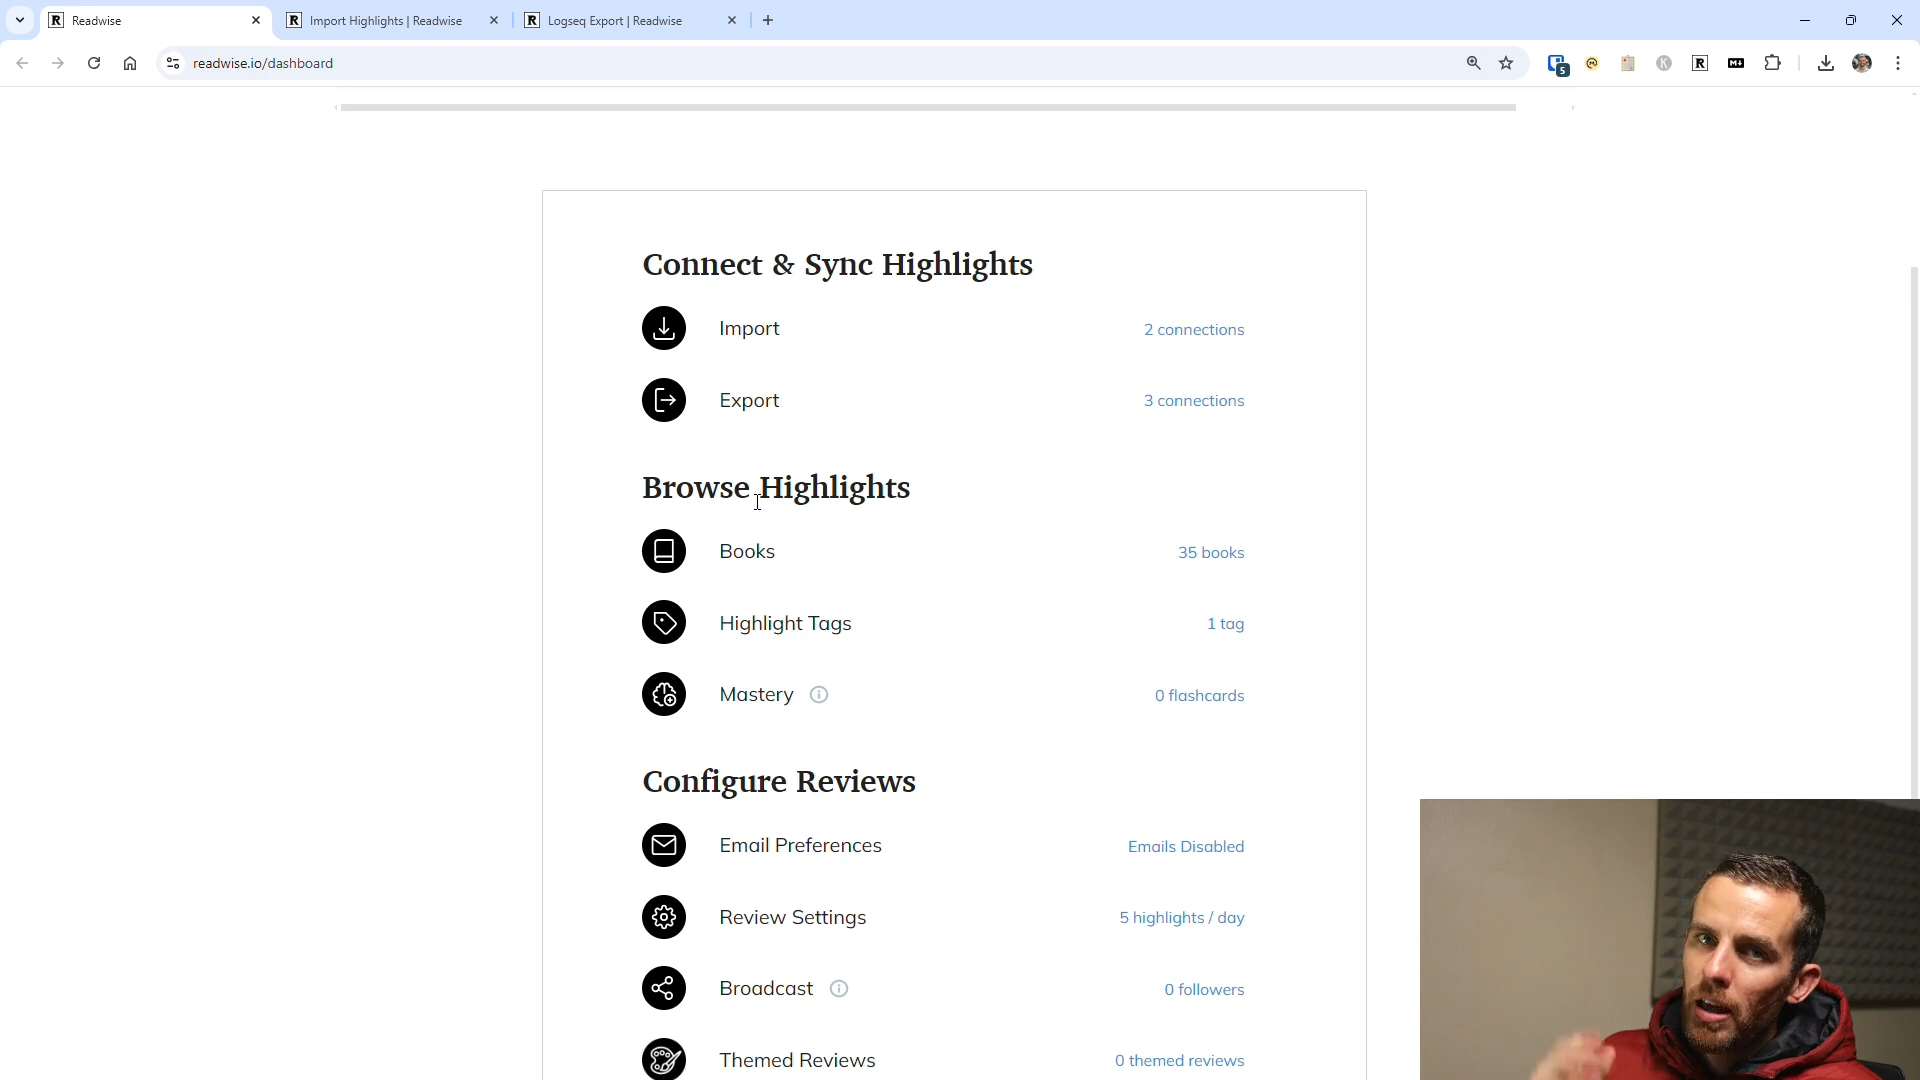 Readwise
Import Highlights | Readwise
Logseq Export | Readwise
readwise.io/dashboard
Connect & Sync Highlights
Import 2 connections
Export 3 connections
Browse Highlights
Books 35 books
Highlight Tags 1 tag
Mastery 0 flashcards
Configure Reviews
Email Preferences Emails Disabled
Review Settings 5 highlights / day
Broadcast 0 followers
Themed Reviews 0 themed reviews